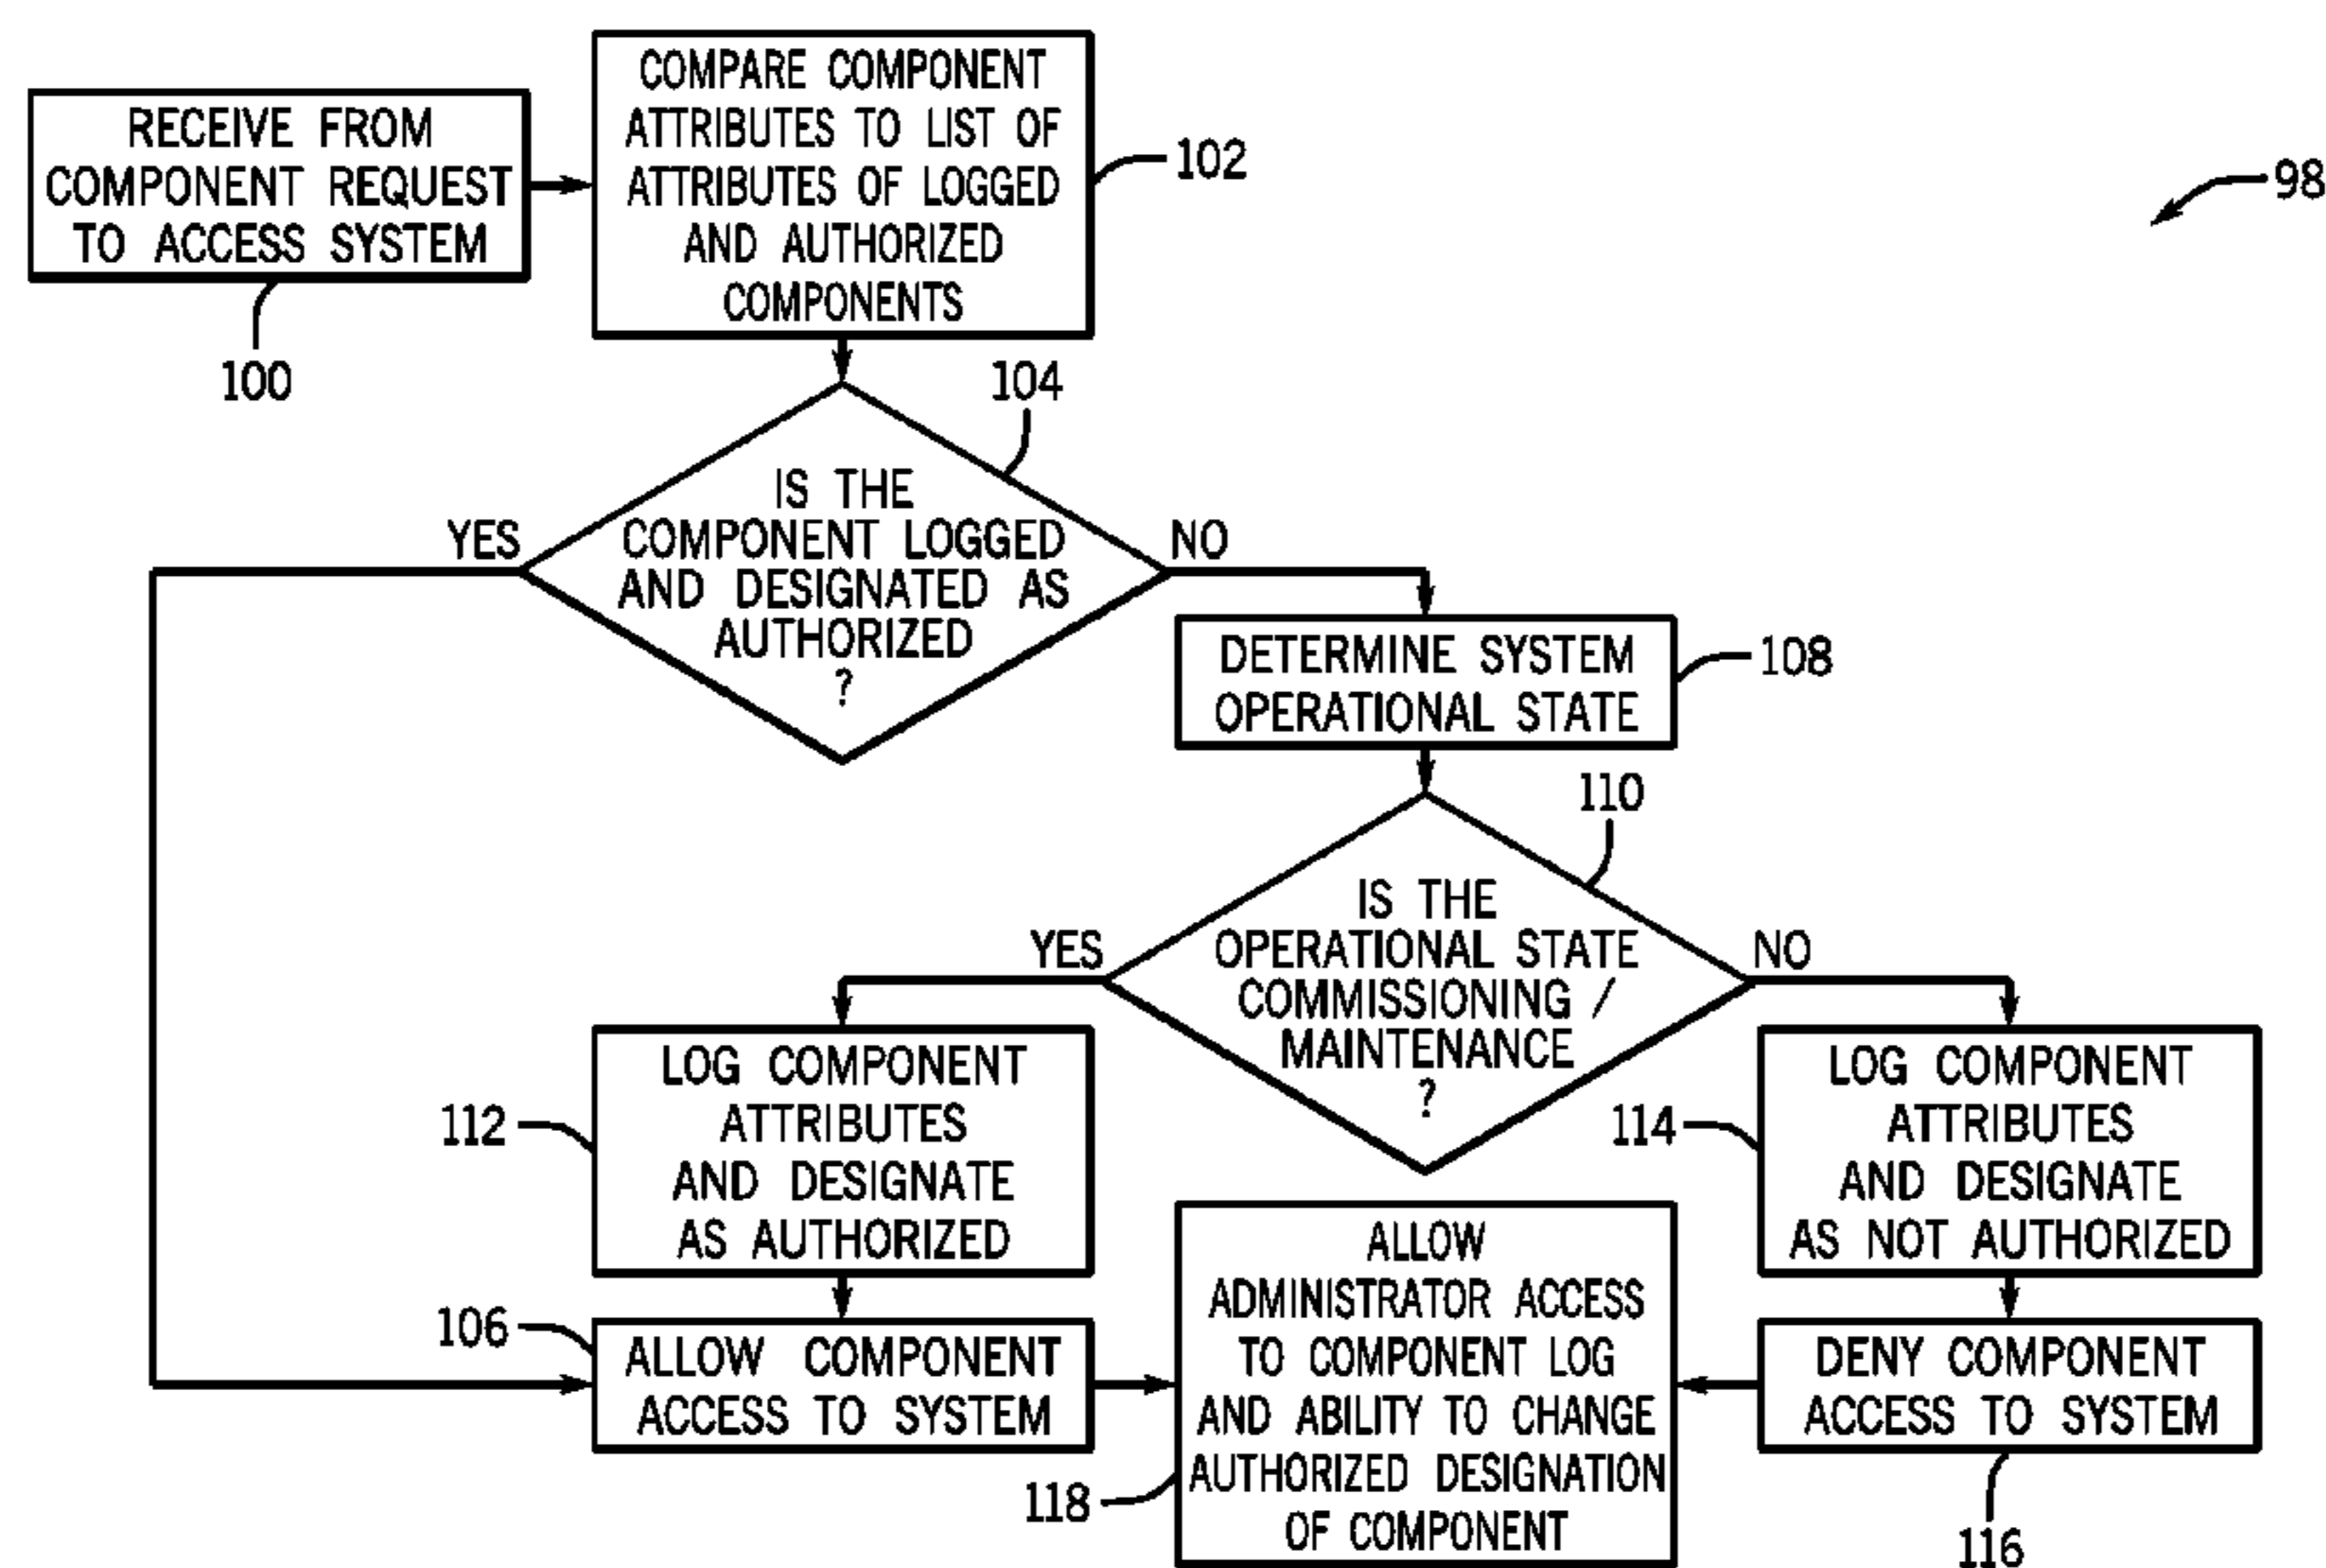 RECEIVE FROM
COMPONENT REQUEST
TO ACCESS SYSTEM
100
COMPARE COMPONENT
ATTRIBUTES TO LIST OF
ATTRIBUTES OF LOGGED
AND AUTHORIZED
COMPONENTS
102
98
104
IS THE
COMPONENT LOGGED
AND DESIGNATED AS
AUTHORIZED
?
YES
NO
DETERMINE SYSTEM
OPERATIONAL STATE
108
110
IS THE
OPERATIONAL STATE
COMMISSIONING /
MAINTENANCE
?
YES
NO
LOG COMPONENT
ATTRIBUTES
AND DESIGNATE
AS AUTHORIZED
112
LOG COMPONENT
ATTRIBUTES
AND DESIGNATE
AS NOT AUTHORIZED
114
106
ALLOW COMPONENT
ACCESS TO SYSTEM
ALLOW
ADMINISTRATOR ACCESS
TO COMPONENT LOG
AND ABILITY TO CHANGE
AUTHORIZED DESIGNATION
OF COMPONENT
118
DENY COMPONENT
ACCESS TO SYSTEM
116